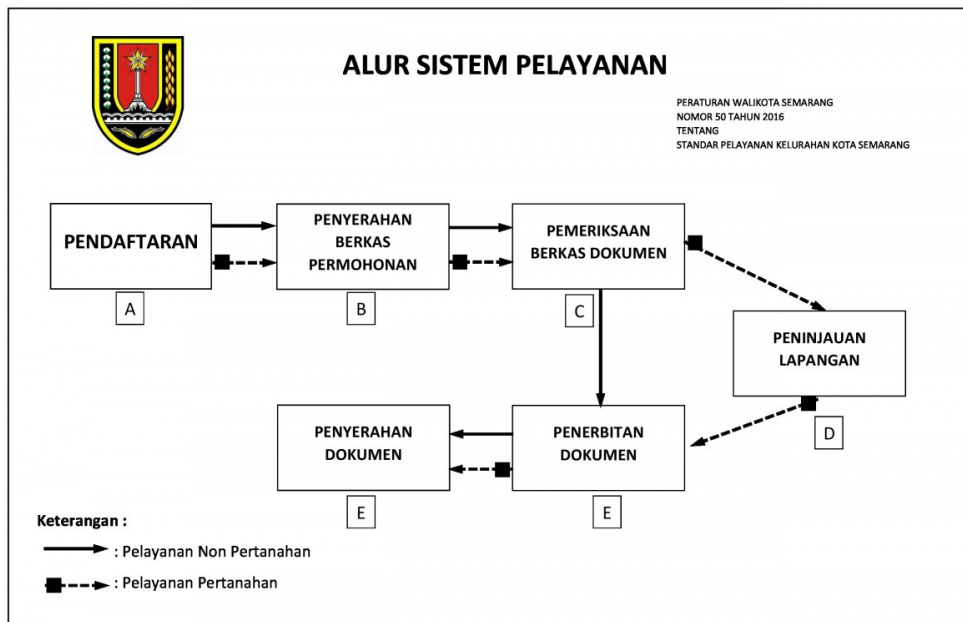 ALUR SISTEM PELAYANAN
PERATURAN WALIKOTA SEMARANG
NOMOR 50 TAHUN 2016
TENTANG
STANDAR PELAYANAN KELURAHAN KOTA SEMARANG
PENDAFTARAN
A
PENYERAHAN
BERKAS
PERMOHONAN
B
PEMERIKSAAN
BERKAS DOKUMEN
C
PENINJAUAN
LAPANGAN
D
PENERBITAN
DOKUMEN
E
PENYERAHAN
DOKUMEN
E
Keterangan :
: Pelayanan Non Pertanahan
: Pelayanan Pertanahan